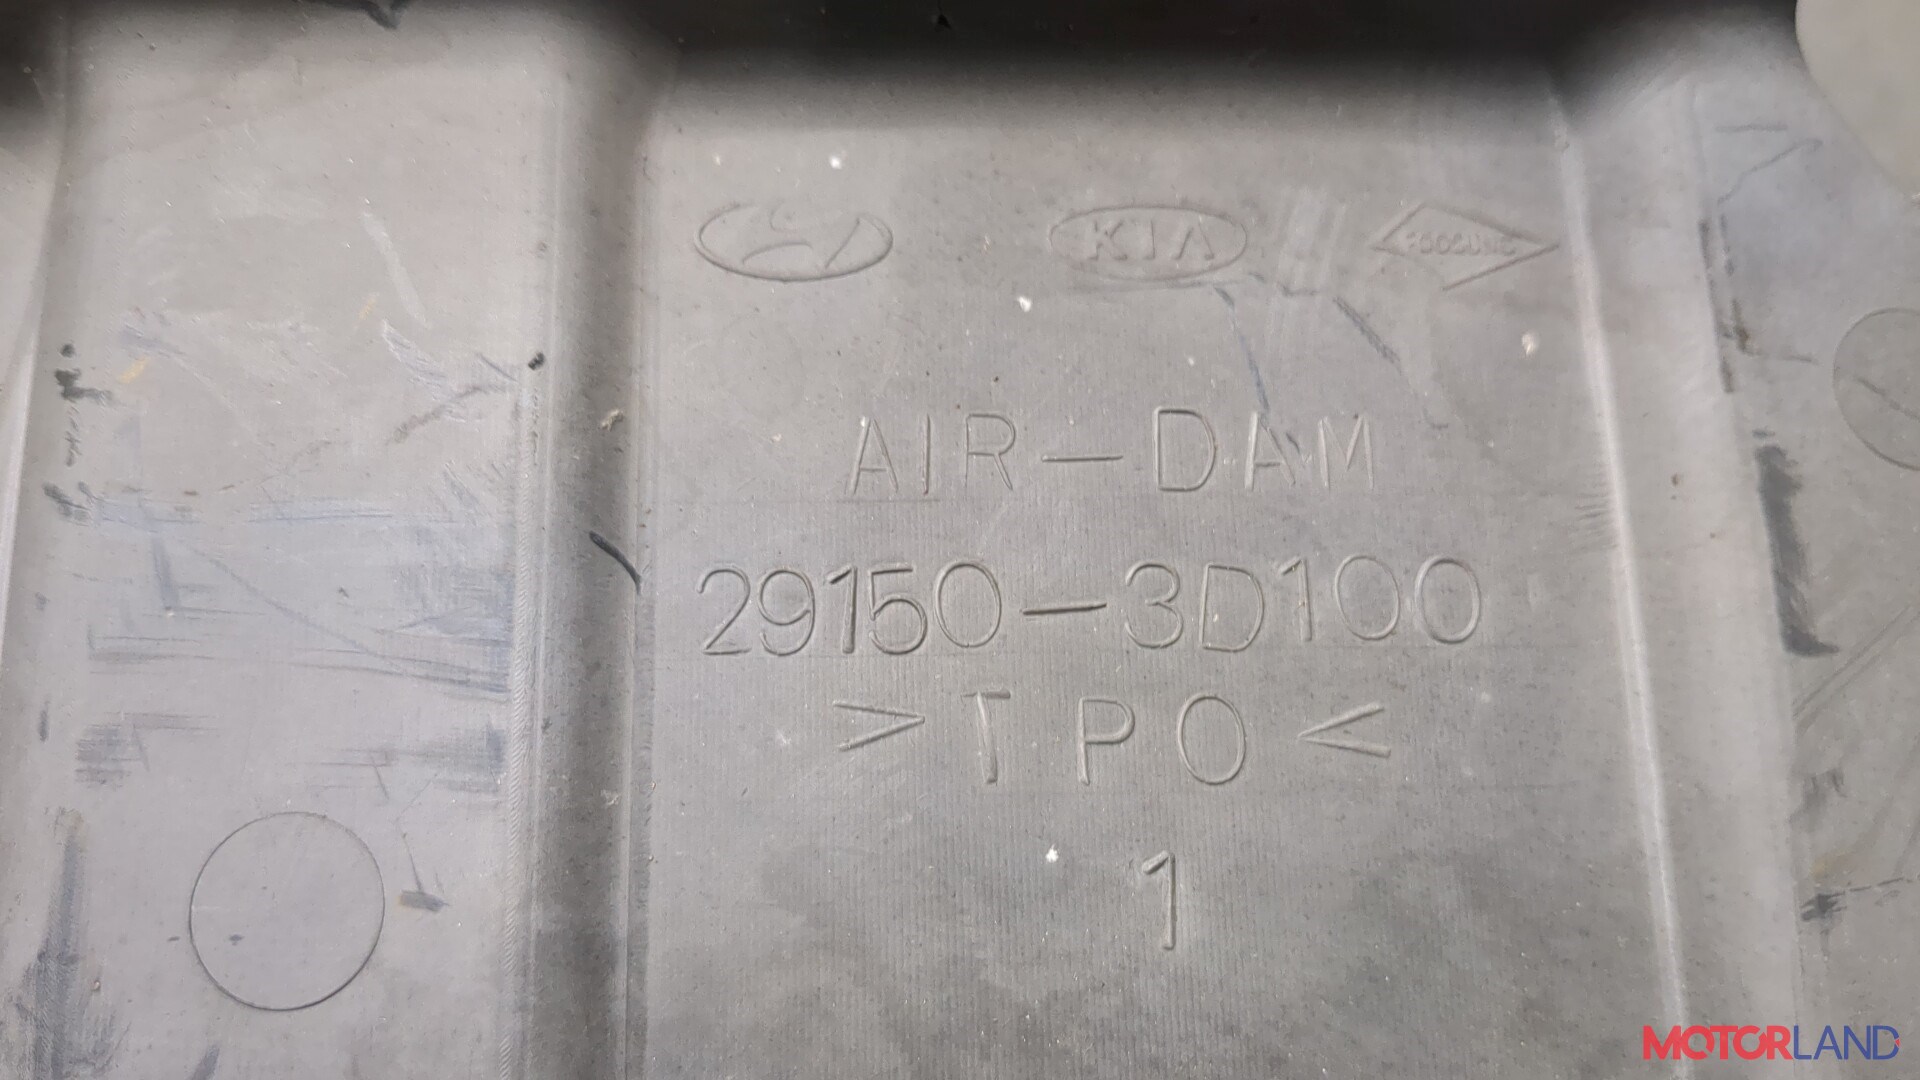 KIA
AIR-DAM
29150-3D100
>TPO<
1
MOTORLAND